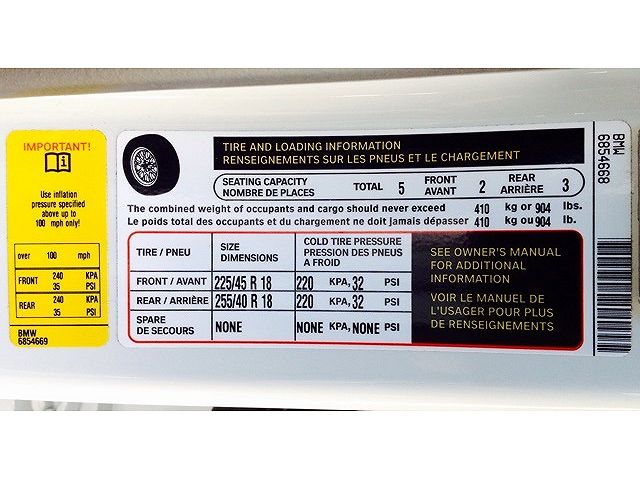 IMPORTANT!
Use inflation
pressure specified
above up to
100 mph only!
over 100 mph
FRONT 240 KPA
35 PSI
REAR 240 KPA
35 PSI
BMW
6854669
TIRE AND LOADING INFORMATION
RENSEIGNEMENTS SUR LES PNEUS ET LE CHARGEMENT
SEATING CAPACITY
NOMBRE DE PLACES
TOTAL 5
FRONT
AVANT 2
REAR
ARRIÈRE 3
The combined weight of occupants and cargo should never exceed 410 kg or 904 lbs.
Le poids total des occupants et du chargement ne doit jamais dépasser 410 kg ou 904 lb.
TIRE / PNEU
SIZE
DIMENSIONS
COLD TIRE PRESSURE
PRESSION DES PNEUS
A FROID
FRONT / AVANT 225/45 R 18 220 KPA, 32 PSI
REAR / ARRIÈRE 255/40 R 18 220 KPA, 32 PSI
SPARE
DE SECOURS
NONE NONE KPA, NONE PSI
SEE OWNER'S MANUAL
FOR ADDITIONAL
INFORMATION
VOIR LE MANUEL DE
L'USAGER POUR PLUS
DE RENSEIGNEMENTS
BMW
6854668